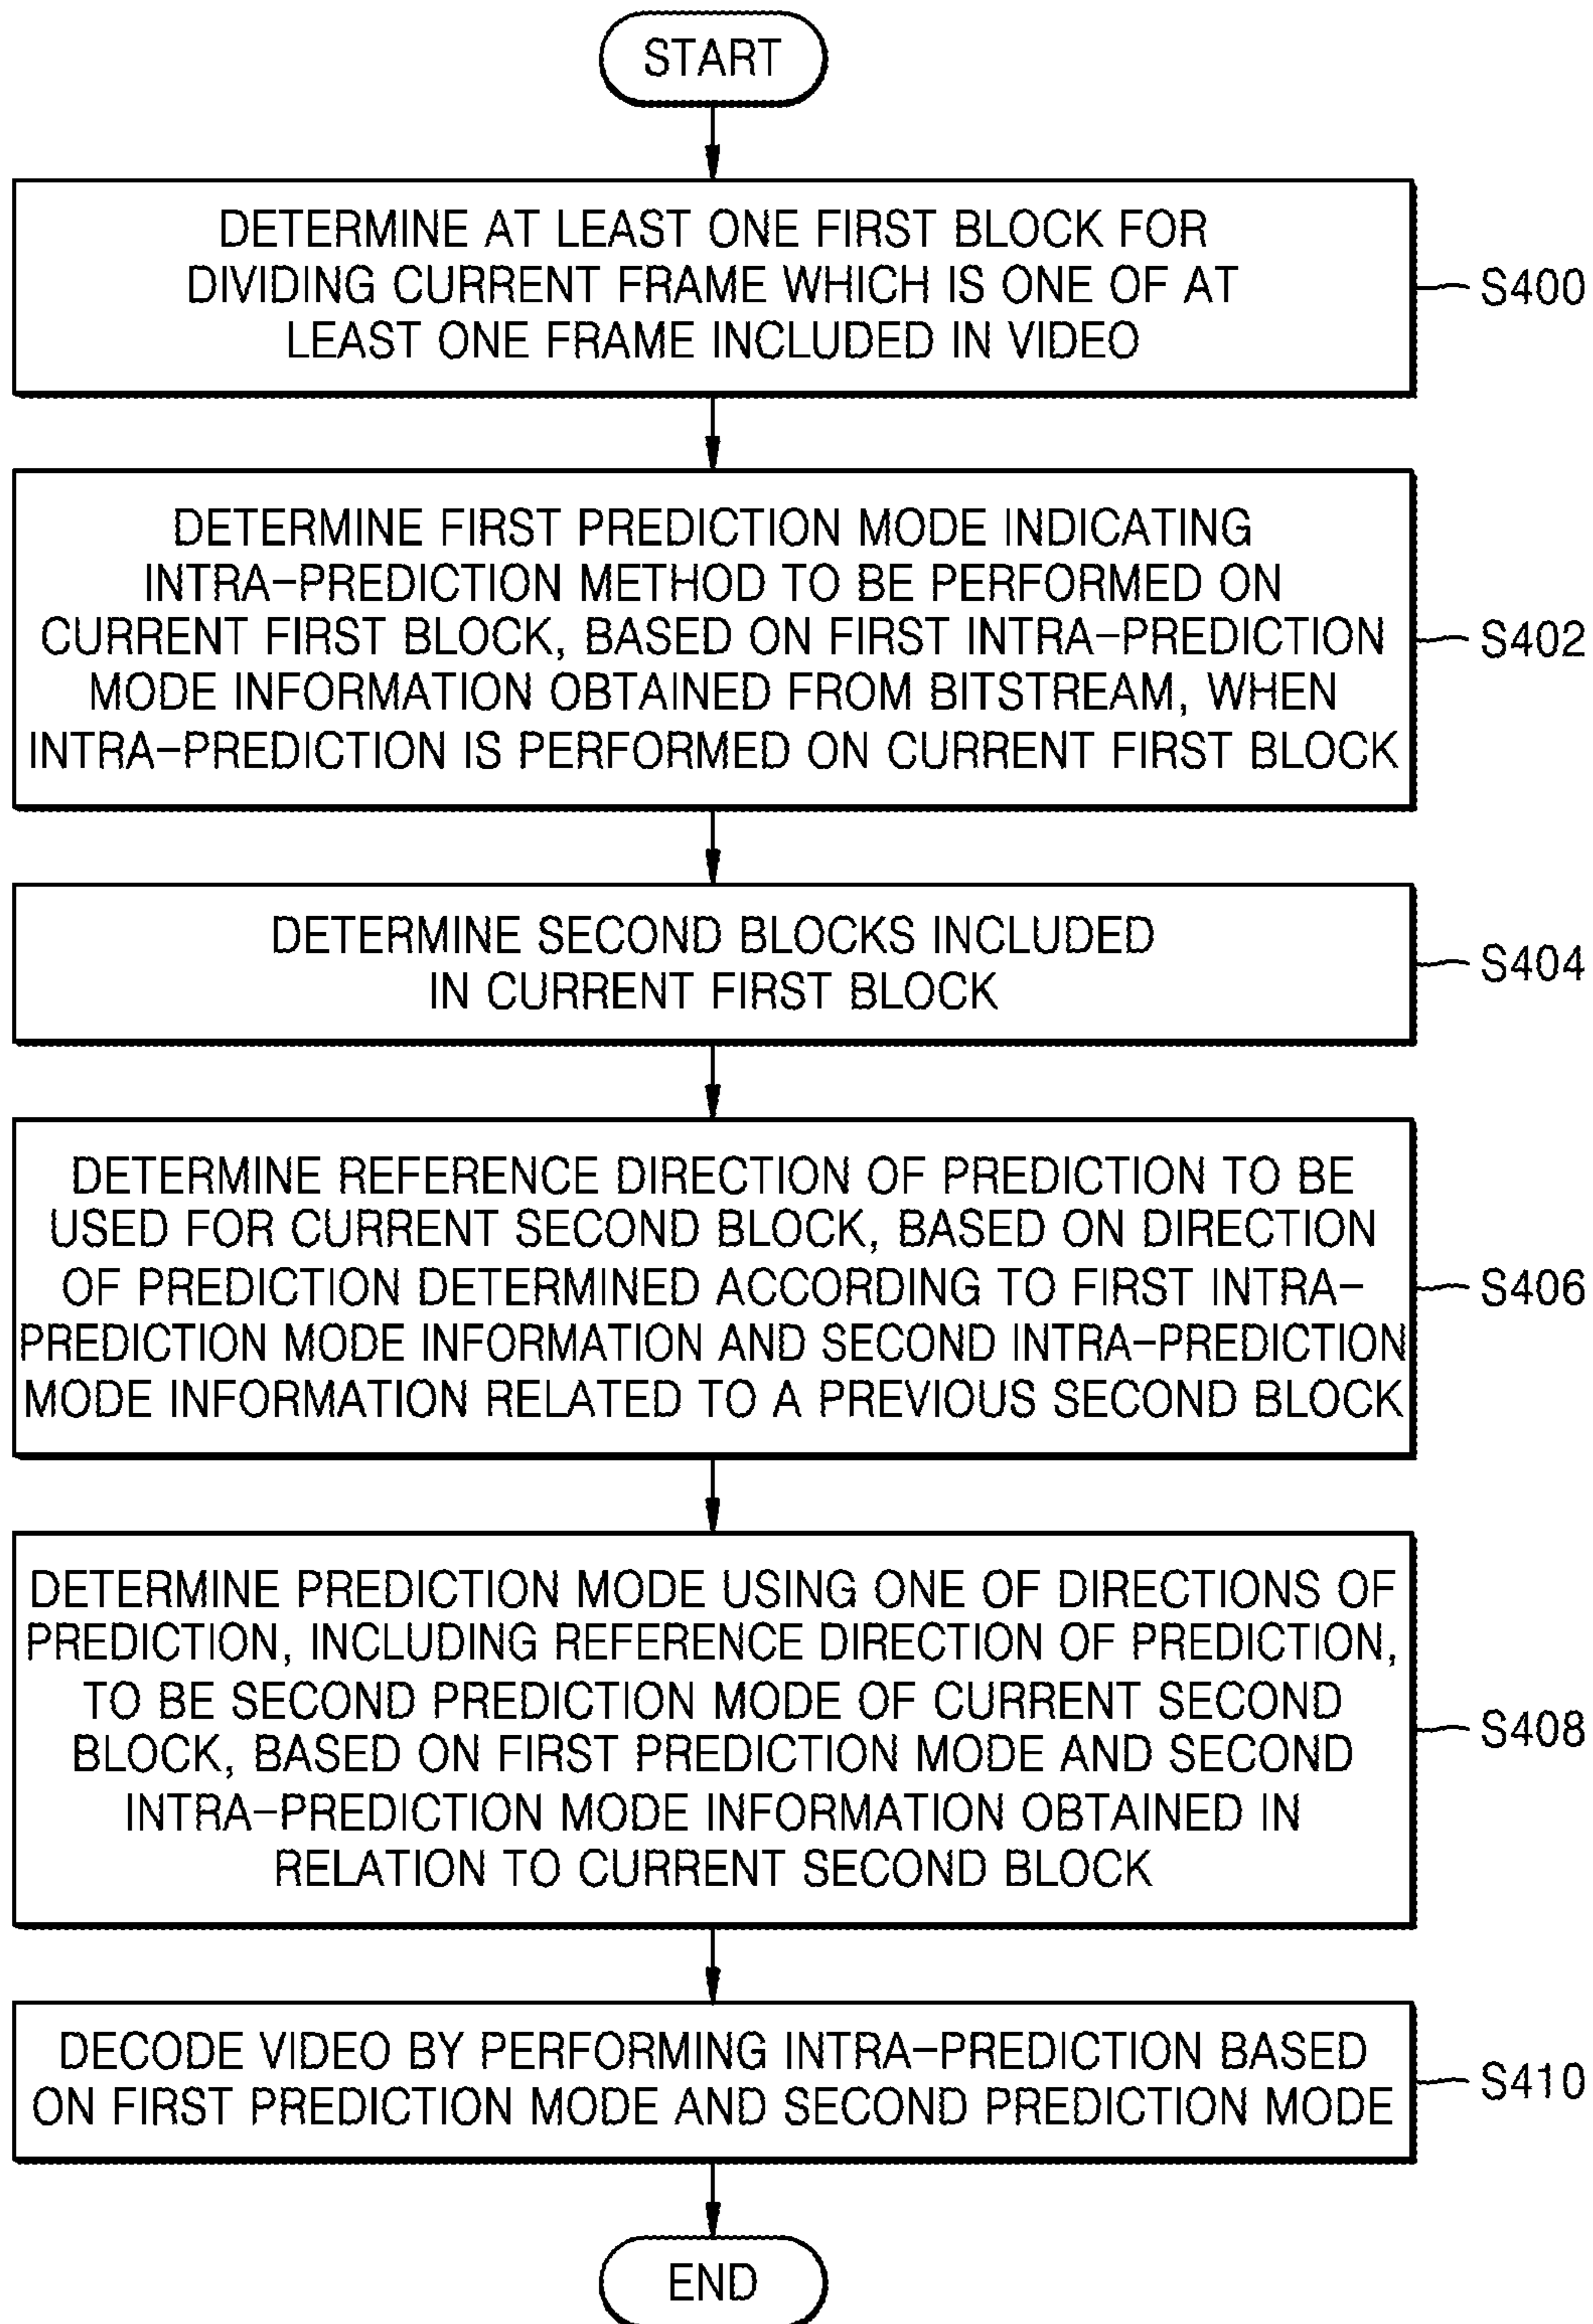 START
DETERMINE AT LEAST ONE FIRST BLOCK FOR
DIVIDING CURRENT FRAME WHICH IS ONE OF AT
LEAST ONE FRAME INCLUDED IN VIDEO
S400
DETERMINE FIRST PREDICTION MODE INDICATING
INTRA-PREDICTION METHOD TO BE PERFORMED ON
CURRENT FIRST BLOCK, BASED ON FIRST INTRA-PREDICTION
MODE INFORMATION OBTAINED FROM BITSTREAM, WHEN
INTRA-PREDICTION IS PERFORMED ON CURRENT FIRST BLOCK
S402
DETERMINE SECOND BLOCKS INCLUDED
IN CURRENT FIRST BLOCK
S404
DETERMINE REFERENCE DIRECTION OF PREDICTION TO BE
USED FOR CURRENT SECOND BLOCK, BASED ON DIRECTION
OF PREDICTION DETERMINED ACCORDING TO FIRST INTRA-
PREDICTION MODE INFORMATION AND SECOND INTRA-PREDICTION
MODE INFORMATION RELATED TO A PREVIOUS SECOND BLOCK
S406
DETERMINE PREDICTION MODE USING ONE OF DIRECTIONS OF
PREDICTION, INCLUDING REFERENCE DIRECTION OF PREDICTION,
TO BE SECOND PREDICTION MODE OF CURRENT SECOND
BLOCK, BASED ON FIRST PREDICTION MODE AND SECOND
INTRA-PREDICTION MODE INFORMATION OBTAINED IN
RELATION TO CURRENT SECOND BLOCK
S408
DECODE VIDEO BY PERFORMING INTRA-PREDICTION BASED
ON FIRST PREDICTION MODE AND SECOND PREDICTION MODE
S410
END